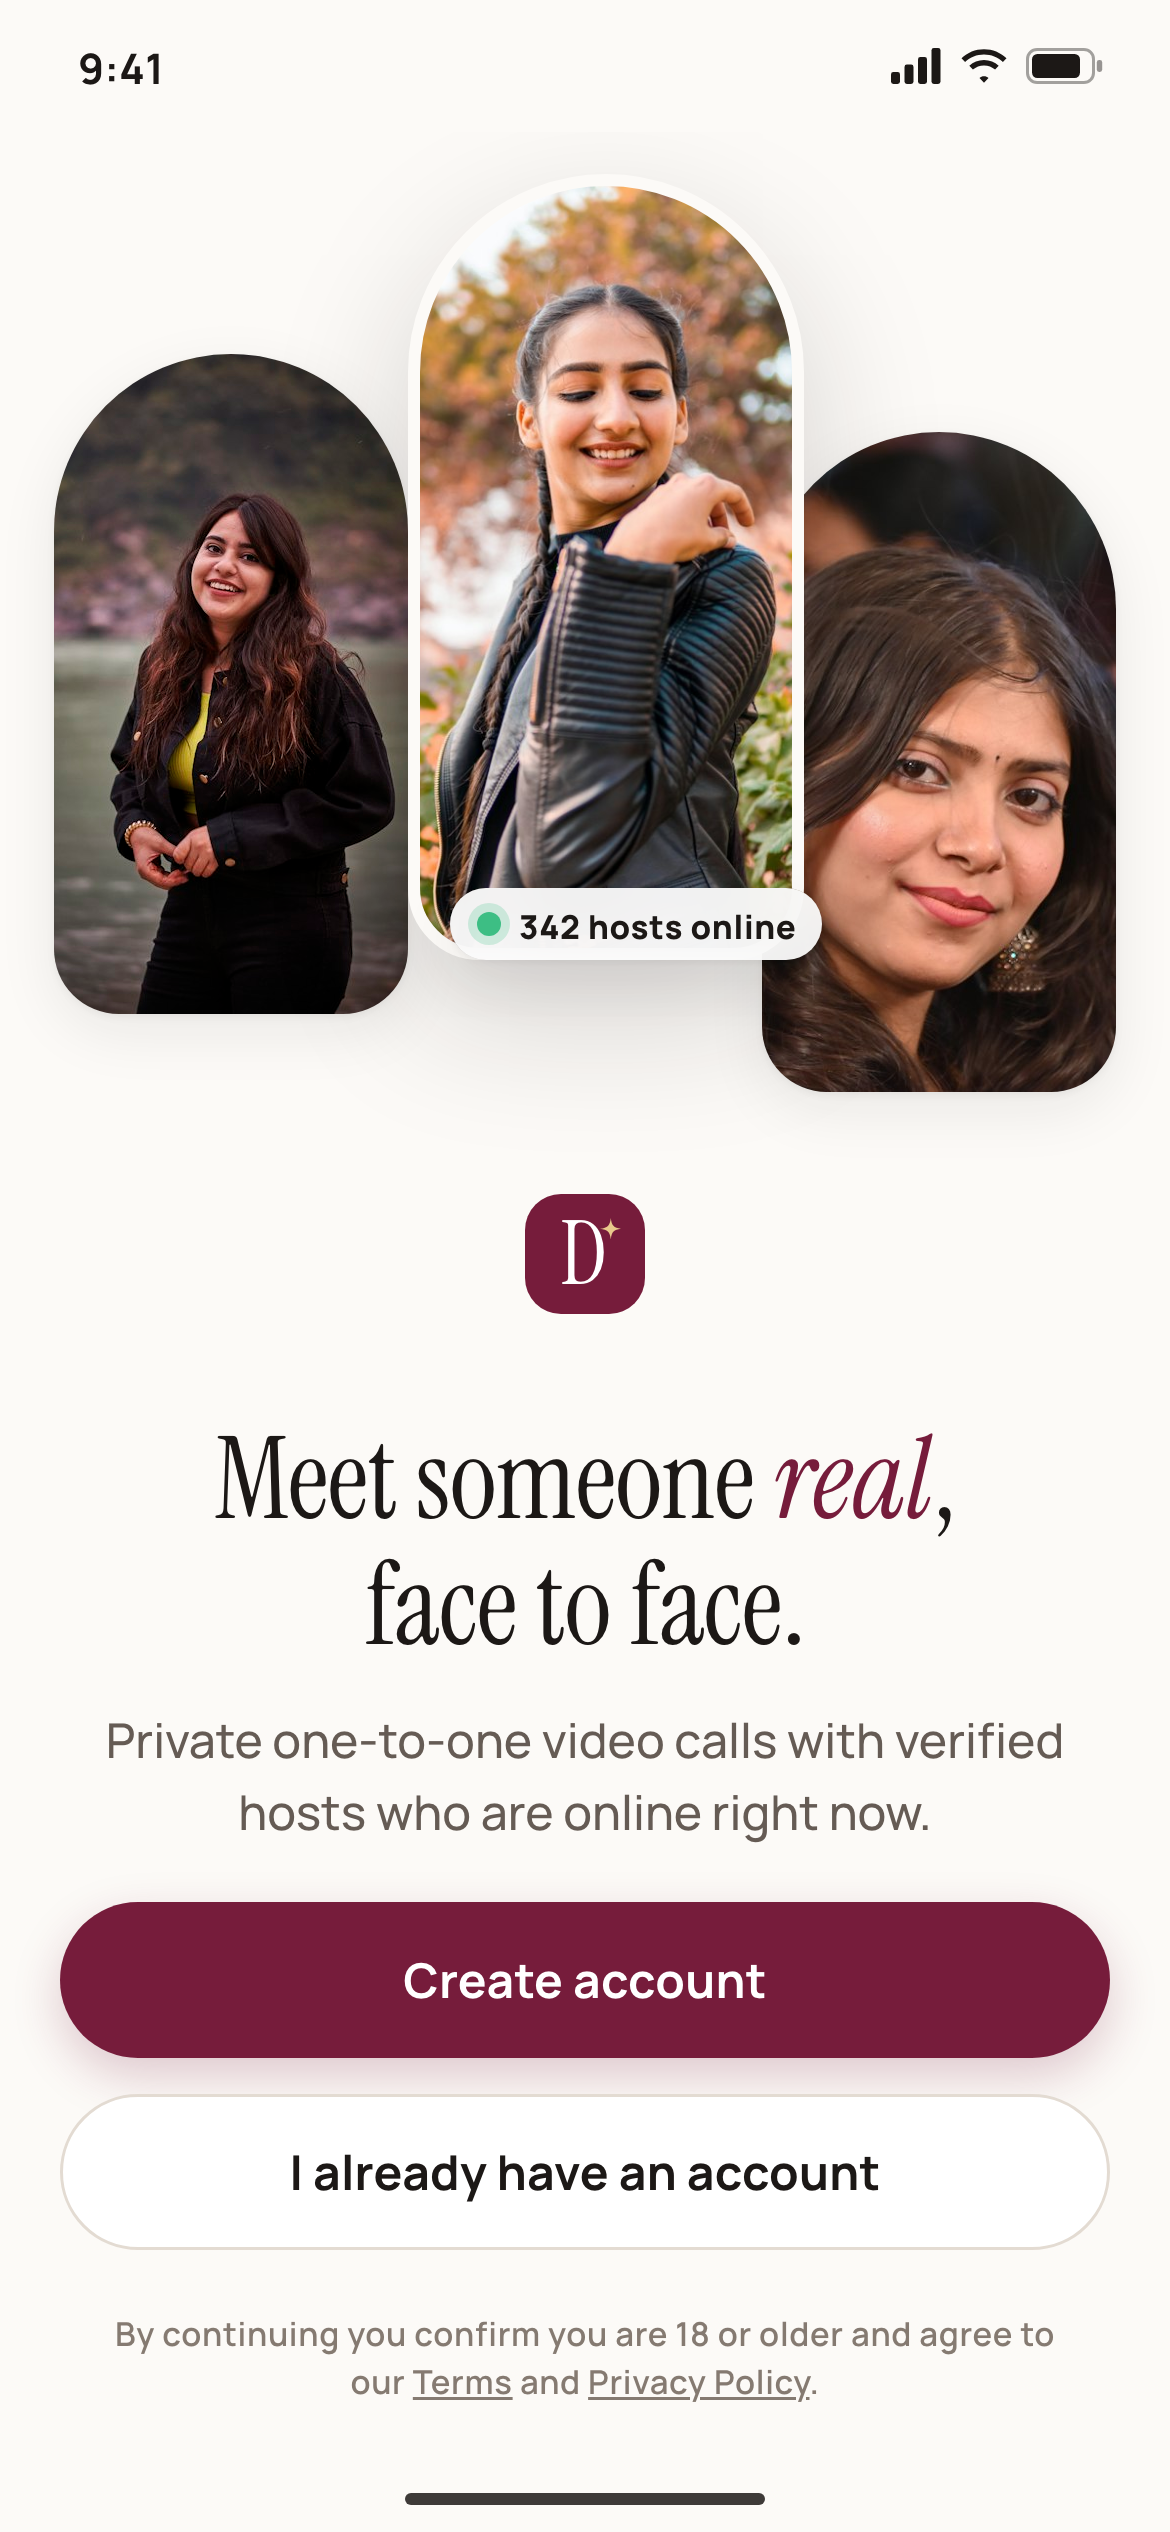 9:41
342 hosts online
D
Meet someone real,
face to face.
Private one-to-one video calls with verified
hosts who are online right now.
Create account
I already have an account
By continuing you confirm you are 18 or older and agree to
our Terms and Privacy Policy.